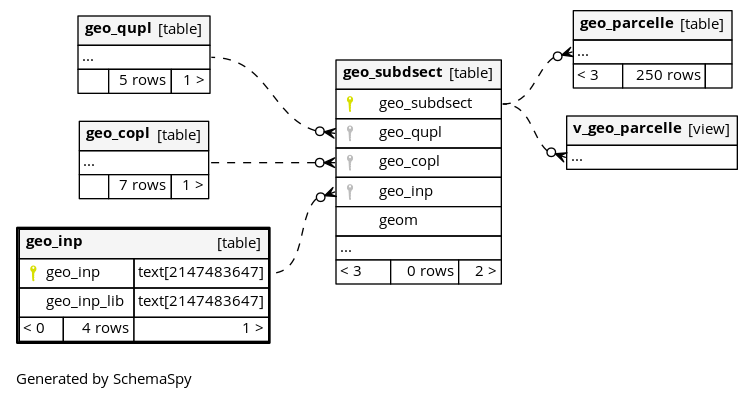 geo_qupl [table]
...
5 rows 1 >
geo_copl [table]
...
7 rows 1 >
geo_inp [table]
geo_inp text[2147483647]
geo_inp_lib text[2147483647]
< 0 4 rows 1 >
geo_subdsect [table]
geo_subdsect
geo_qupl
geo_copl
geo_inp
geom
...
< 3 0 rows 2 >
geo_parcelle [table]
...
< 3 250 rows
v_geo_parcelle [view]
...
Generated by SchemaSpy